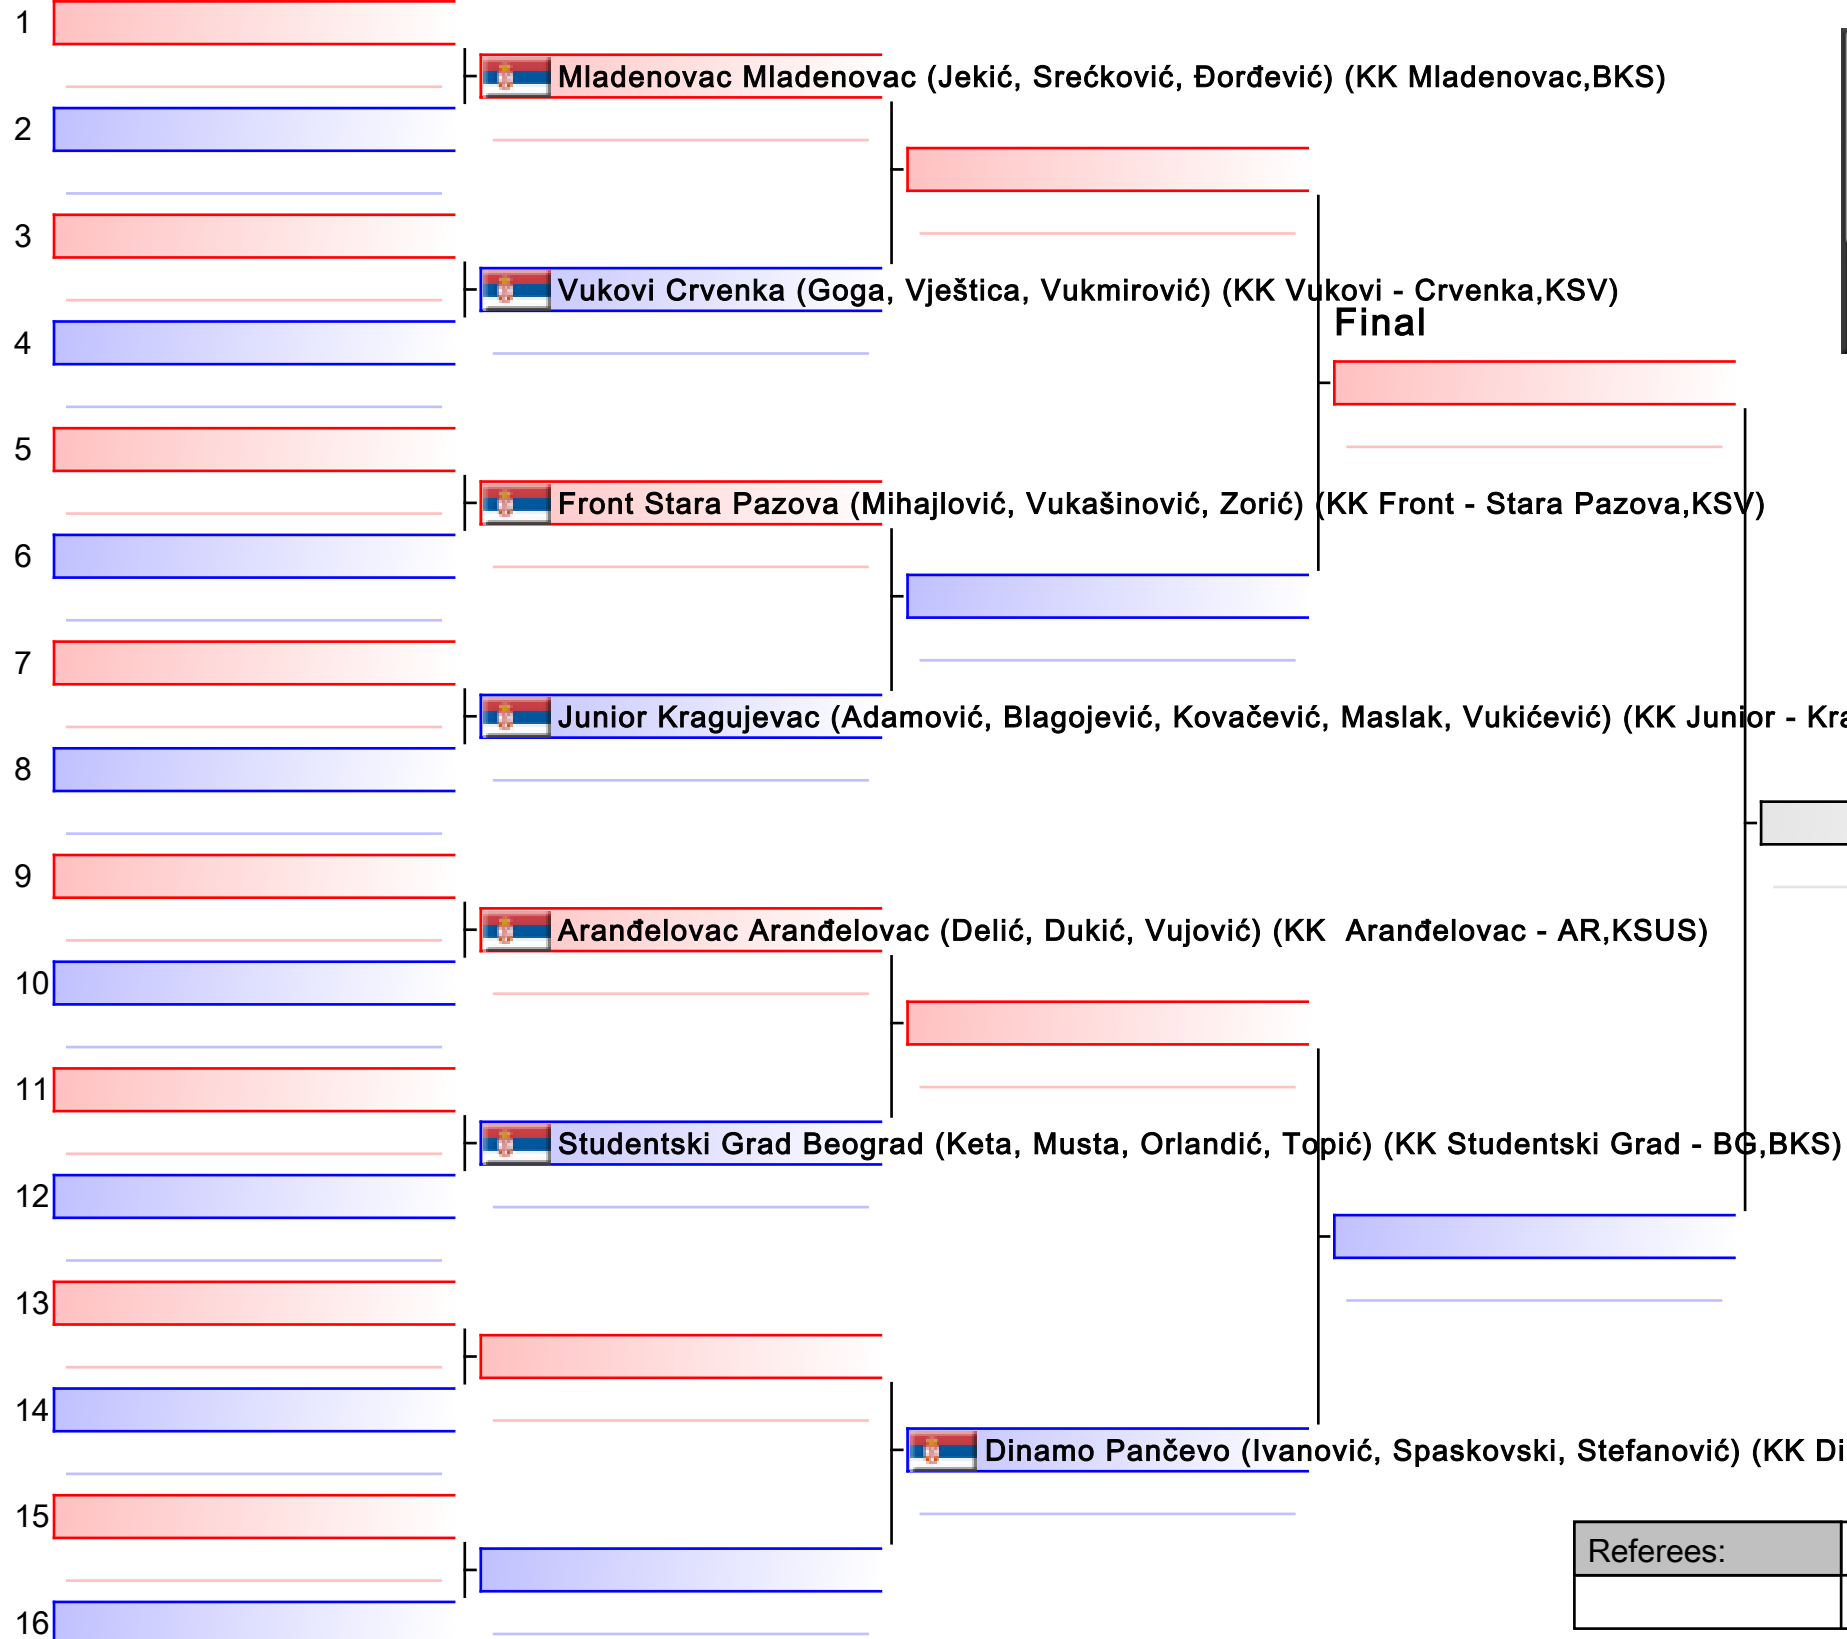 1
Mladenovac Mladenovac (Jekić, Srećković, Đorđević) (KK Mladenovac,BKS)
2
3
Vukovi Crvenka (Goga, Vještica, Vukmirović) (KK Vukovi - Crvenka,KSV)
Final
4
5
Front Stara Pazova (Mihajlović, Vukašinović, Zorić) (KK Front - Stara Pazova,KSV)
6
7
Junior Kragujevac (Adamović, Blagojević, Kovačević, Maslak, Vukićević) (KK Junior - Kra
8
9
Aranđelovac Aranđelovac (Delić, Dukić, Vujović) (KK  Aranđelovac - AR,KSUS)
10
11
Studentski Grad Beograd (Keta, Musta, Orlandić, Topić) (KK Studentski Grad - BG,BKS)
12
13
14
Dinamo Pančevo (Ivanović, Spaskovski, Stefanović) (KK Di
15
Referees:
16